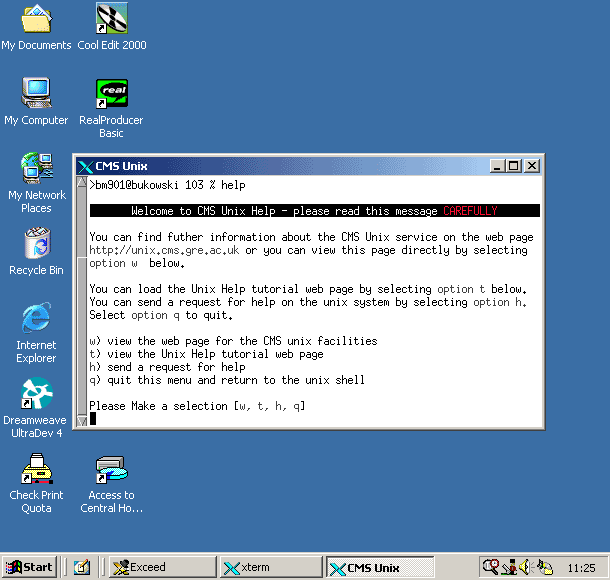 My Documents
Cool Edit 2000
My Computer
real
RealProducer
Basic
My Network
Places
Recycle Bin
Internet
Explorer
Dreamweave
UltraDev 4
Check Print
Quota
Access to
Central Ho...
CMS Unix
>bm901@bukowski 103 % help
Welcome to CMS Unix Help - please read this message CAREFULLY
You can find futher information about the CMS Unix service on the web page
http://unix.cms.gre.ac.uk or you can view this page directly by selecting
option w  below.
You can load the Unix Help tutorial web page by selecting option t below.
You can send a request for help on the unix system by selecting option h.
Select option q to quit.
w) view the web page for the CMS unix facilities
t) view the Unix Help tutorial web page
h) send a request for help
q) quit this menu and return to the unix shell
Please Make a selection [w, t, h, q]
Start
Exceed
xterm
CMS Unix
11:25